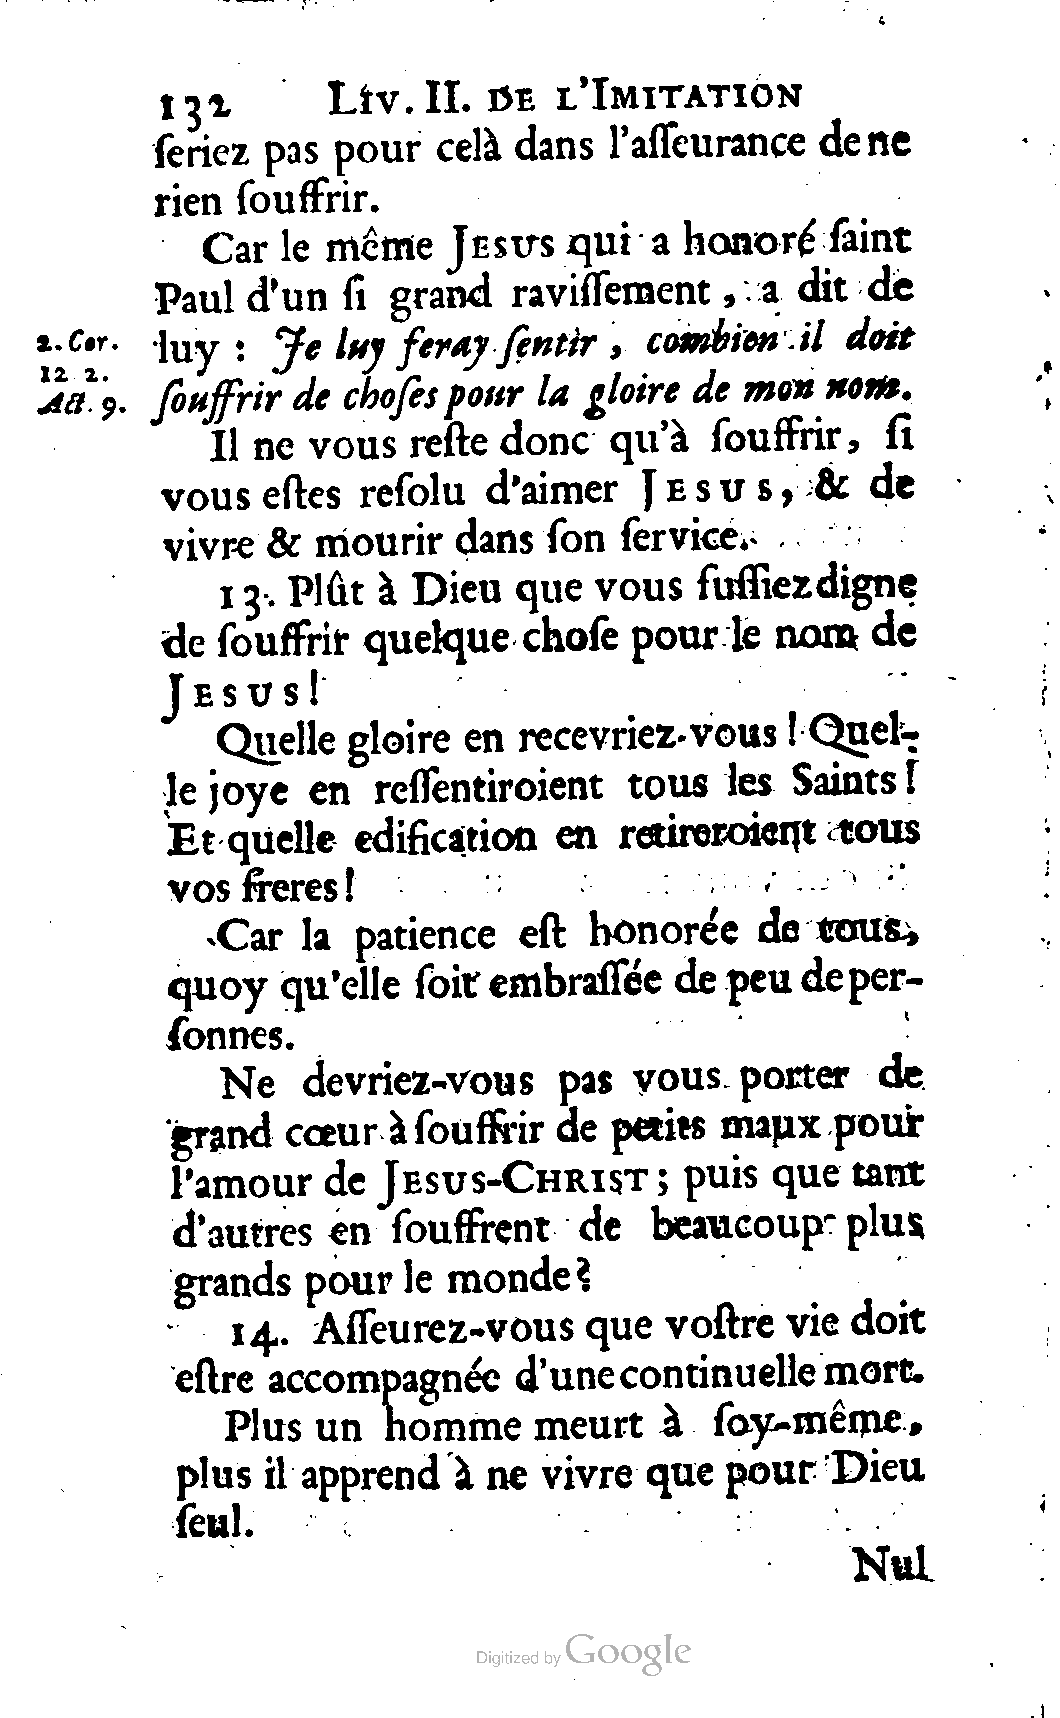 132 Liv. II. DE L'IMITATION
ſeriez pas pour celà dans l'aſſeurance de ne
rien ſouffrir.
Car le même JESUS qui a honoré ſaint
Paul d'un ſi grand raviſſement, a dit de
2. Cor. luy : Je luy feray ſentir, combien il doit
12 2.
Act. 9. ſouffrir de choſes pour la gloire de mon nom.
Il ne vous reſte donc qu'à ſouffrir, ſi
vous eſtes reſolu d'aimer JESUS, & de
vivre & mourir dans ſon ſervice.
13. Plût à Dieu que vous fuſſiez digne
de ſouffrir quelque choſe pour le nom de
JESUS!
Quelle gloire en recevriez-vous ! Quel-
le joye en reſſentiroient tous les Saints !
Et quelle edification en retireroient tous
vos freres !
Car la patience eſt honorée de tous,
quoy qu'elle ſoit embraſſée de peu de per-
ſonnes.
Ne devriez-vous pas vous porter de
grand cœur à ſouffrir de petits maux pour
l'amour de JESUS-CHRIST ; puis que tant
d'autres en ſouffrent de beaucoup plus
grands pour le monde ?
14. Aſſeurez-vous que voſtre vie doit
eſtre accompagnée d'une continuelle mort.
Plus un homme meurt à ſoy-même,
plus il apprend à ne vivre que pour Dieu
ſeul.
Nul
Digitized by Google